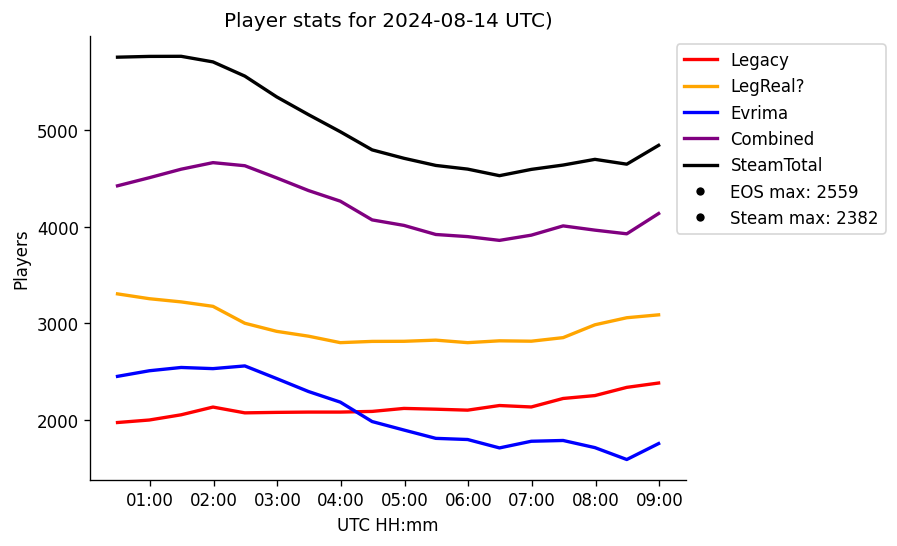 Player stats for 2024-08-14 UTC)
Legacy
LegReal?
Evrima
Combined
SteamTotal
EOS max: 2559
Steam max: 2382
Players
5000
4000
3000
2000
01:00 02:00 03:00 04:00 05:00 06:00 07:00 08:00 09:00
UTC HH:mm